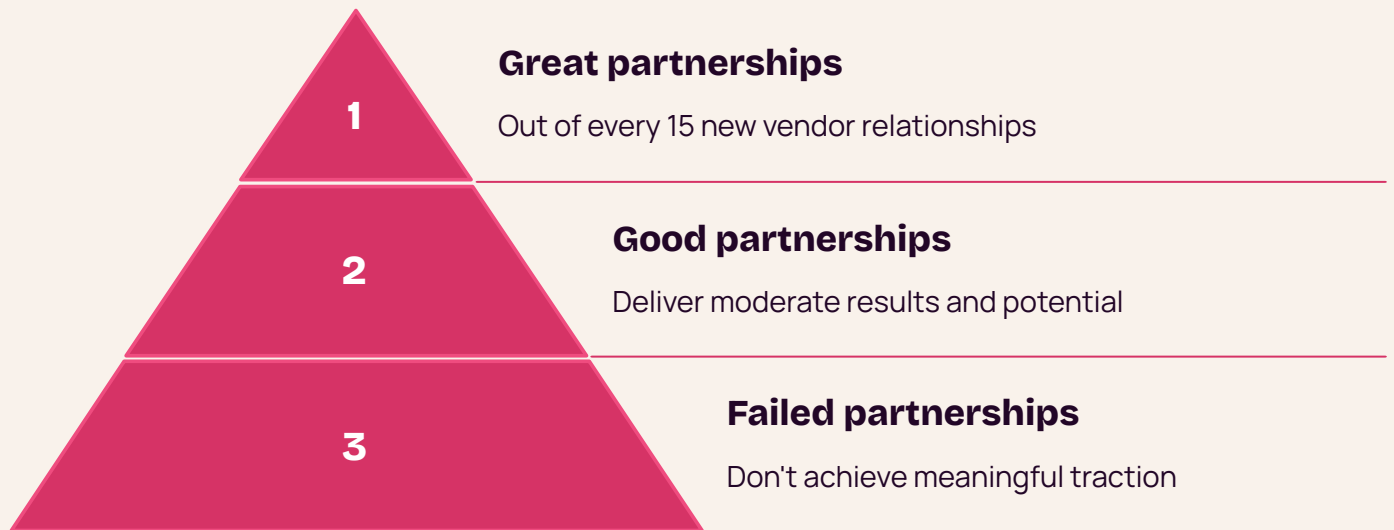 1
Great partnerships
Out of every 15 new vendor relationships
2
Good partnerships
Deliver moderate results and potential
3
Failed partnerships
Don't achieve meaningful traction